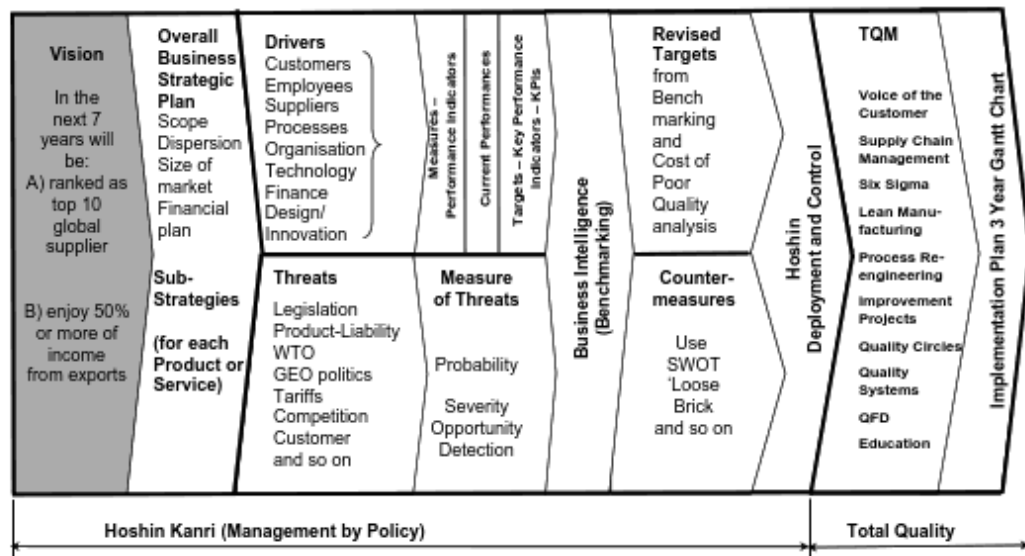 Vision
In the
next 7
years will
be:
A) ranked as
top 10
global
supplier
B) enjoy 50%
or more of
income
from exports
Overall
Business
Strategic
Plan
Scope
Dispersion
Size of
market
Financial
plan
Sub-
Strategies
(for each
Product or
Service)
Drivers
Customers
Employees
Suppliers
Processes
Organisation
Technology
Finance
Design/
Innovation
Threats
Legislation
Product-Liability
WTO
GEO politics
Tariffs
Competition
Customer
and so on
Measures –
Performance Indicators
Current Performances
Targets – Key Performance
Indicators – KPIs
Measure
of Threats
Probability
Severity
Opportunity
Detection
Business Intelligence
(Benchmarking)
Revised
Targets
from
Bench
marking
and
Cost of
Poor
Quality
analysis
Counter-
measures
Use
SWOT
'Loose
Brick
and so on
Hoshin
Deployment and Control
TQM
Voice of the
Customer
Supply Chain
Management
Six Sigma
Lean Manu-
facturing
Process Re-
engineering
Improvement
Projects
Quality Circles
Quality
Systems
QFD
Education
Implementation Plan 3 Year Gantt Chart
Hoshin Kanri (Management by Policy)
Total Quality